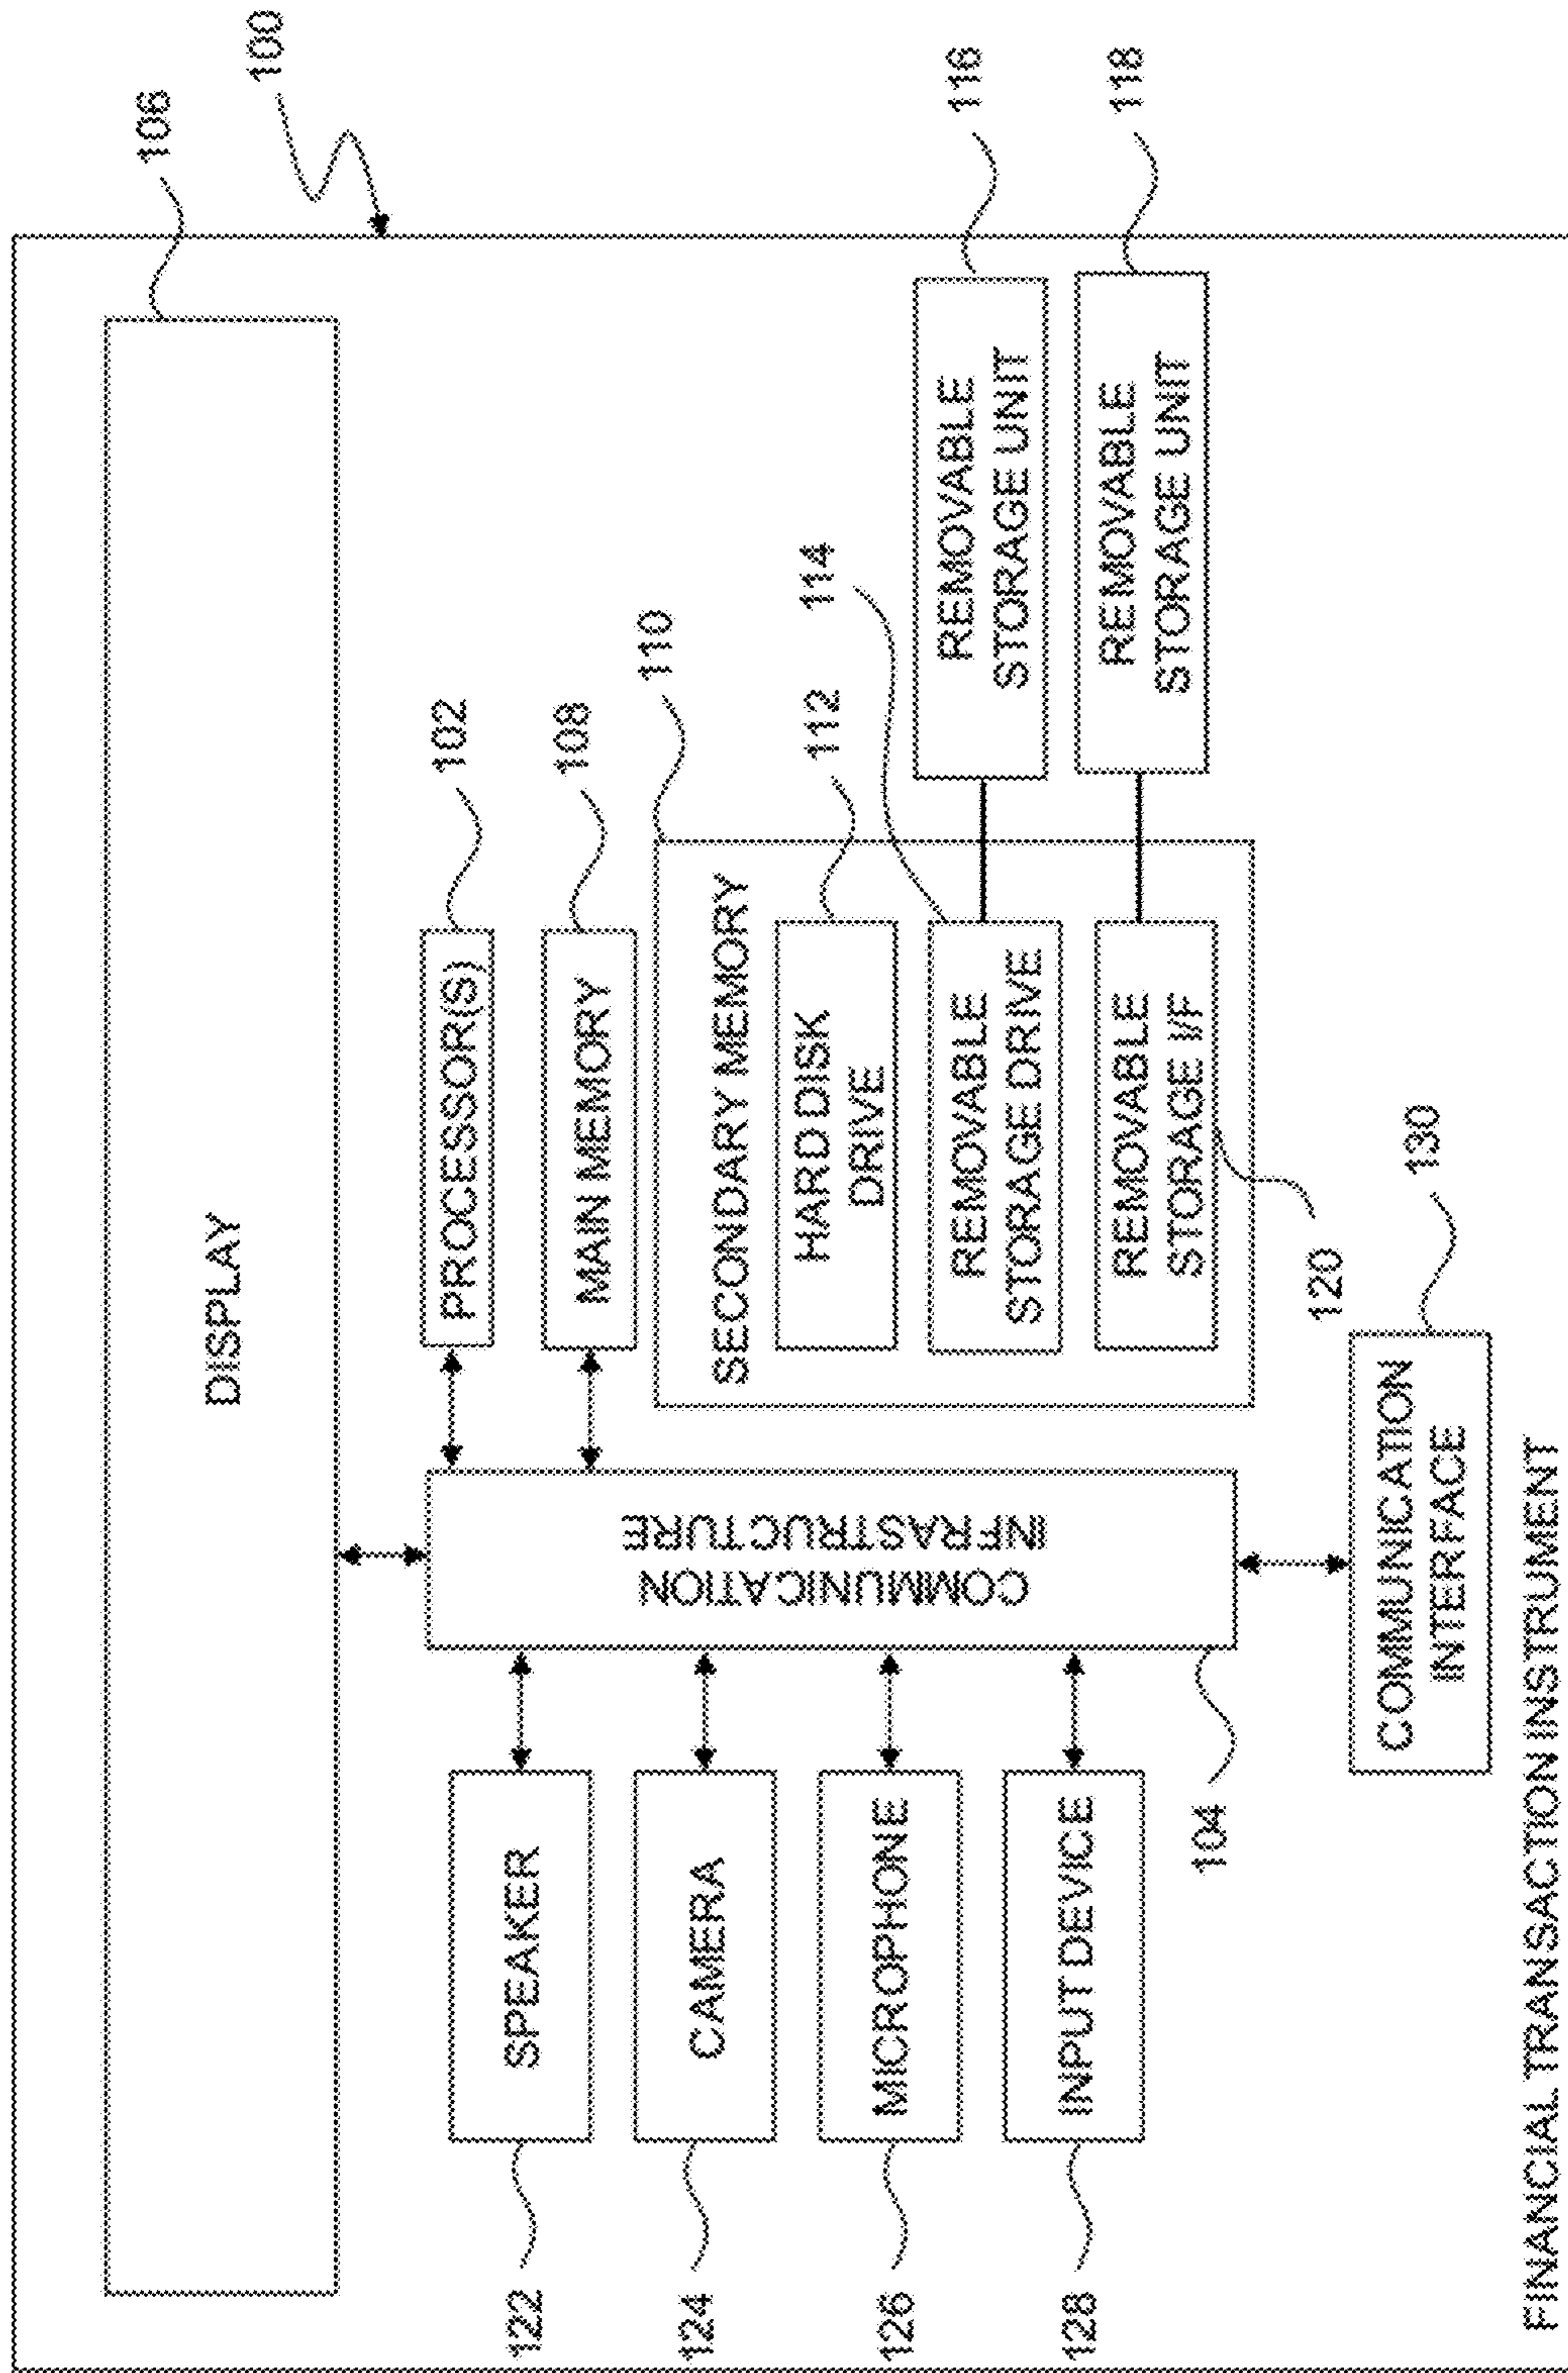 100
106
DISPLAY
102
PROCESSOR(S)
108
MAIN MEMORY
110
SECONDARY MEMORY
112
HARD DISK
DRIVE
114
REMOVABLE
STORAGE DRIVE
REMOVABLE
STORAGE I/F
120
116
REMOVABLE
STORAGE UNIT
118
REMOVABLE
STORAGE UNIT
COMMUNICATION
INFRASTRUCTURE
104
122
SPEAKER
124
CAMERA
126
MICROPHONE
128
INPUT DEVICE
130
COMMUNICATION
INTERFACE
FINANCIAL TRANSACTION INSTRUMENT